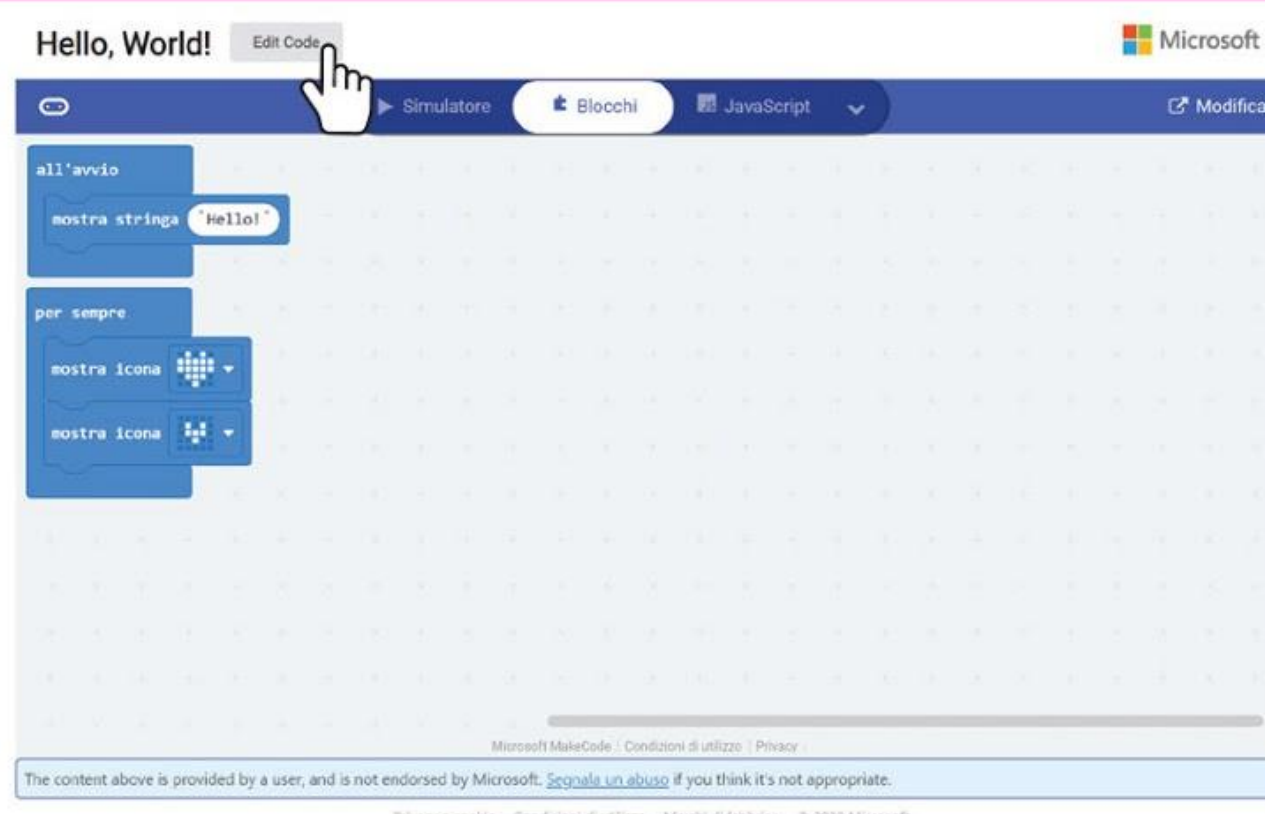 Hello, World! Edit Code Microsoft
Simulatore Blocchi JavaScript Modifica
all'avvio
mostra stringa "Hello!"
per sempre
mostra icona
mostra icona
Microsoft MakeCode | Condizioni di utilizzo | Privacy
The content above is provided by a user, and is not endorsed by Microsoft. Segnala un abuso if you think it's not appropriate.